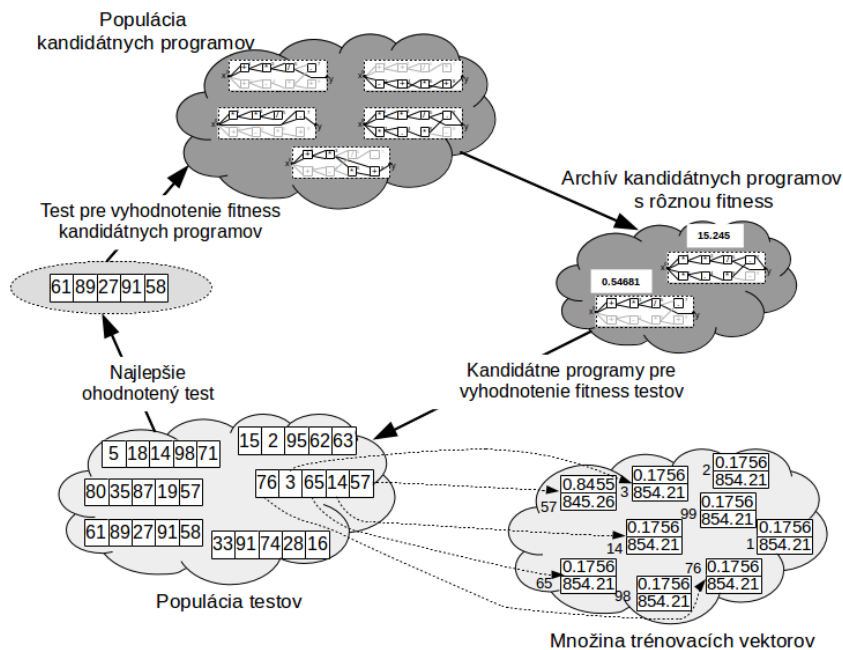 Populácia
kandidátnych programov
Archív kandidátnych programov
s rôznou fitness
15.245
0.54681
Test pre vyhodnotenie fitness
kandidátnych programov
61 89 27 91 58
Najlepšie
ohodnotený test
Kandidátne programy pre
vyhodnotenie fitness testov
5 18 14 98 71
15 2 95 62 63
76 3 65 14 57
80 35 87 19 57
61 89 27 91 58
33 91 74 28 16
Populácia testov
57
0.8455
845.26
3
0.1756
854.21
2
0.1756
854.21
99
0.1756
854.21
14
0.1756
854.21
1
0.1756
854.21
65
0.1756
854.21
98
0.1756
854.21
76
0.1756
854.21
Množina trénovacích vektorov